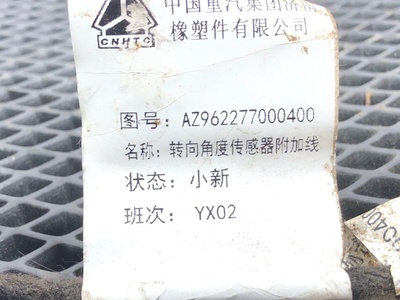 中国重汽集团济南
橡塑件有限公司
CNHTC
图号: AZ962277000400
名称: 转向角度传感器附加线
状态: 小新
班次: YX02